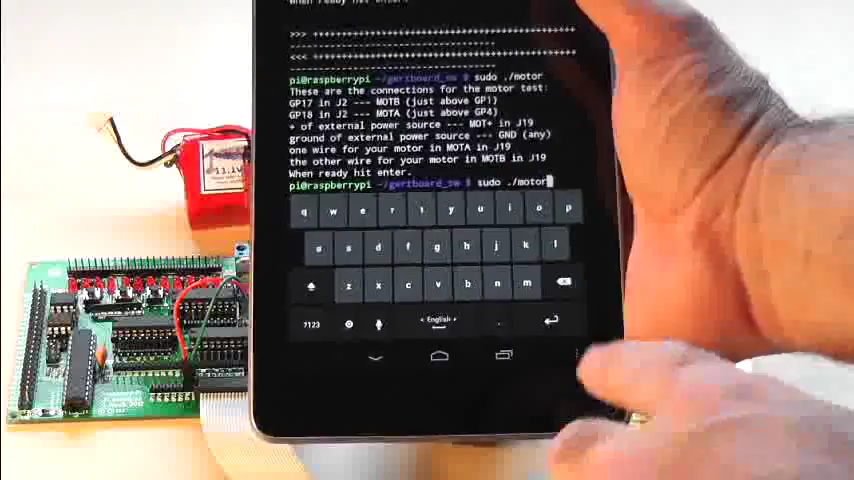 When ready hit enter.
>>> ++++++++++++++++++++++++++++++++++++++++++++++
----------------------------------------
<<< ++++++++++++++++++++++++++++++++++++++++++++++
----------------------------------------
pi@raspberrypi ~/gertboard_sw $ sudo ./motor
These are the connections for the motor test:
GP17 in J2 --- MOTB (just above GP1)
GP18 in J2 --- MOTA (just above GP4)
+ of external power source --- MOT+ in J19
ground of external power source --- GND (any)
one wire for your motor in MOTA in J19
the other wire for your motor in MOTB in J19
When ready hit enter.
pi@raspberrypi ~/gertboard_sw $ sudo ./motor
q w e r t y u i o p
a s d f g h j k l
z x c v b n m
?123 < English > .
11.1V